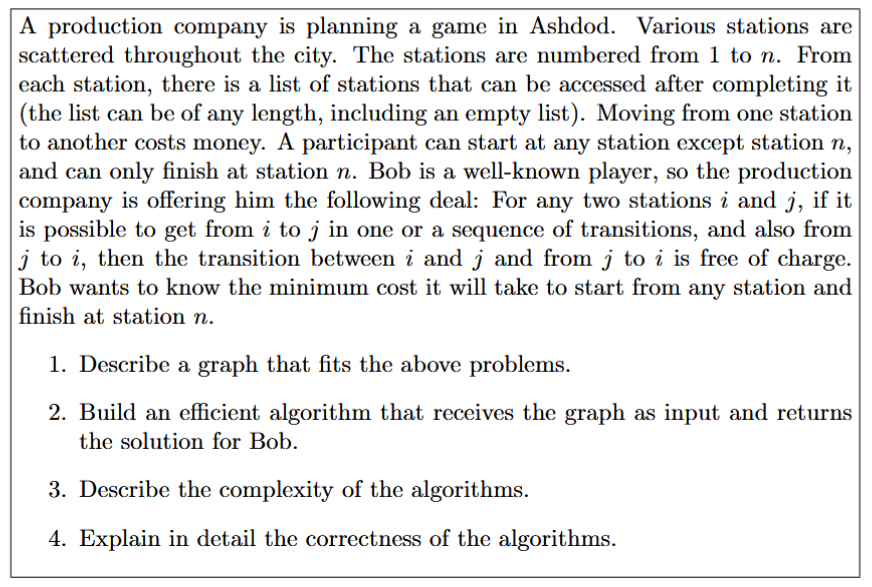 A production company is planning a game in Ashdod. Various stations are
scattered throughout the city. The stations are numbered from 1 to n. From
each station, there is a list of stations that can be accessed after completing it
(the list can be of any length, including an empty list). Moving from one station
to another costs money. A participant can start at any station except station n,
and can only finish at station n. Bob is a well-known player, so the production
company is offering him the following deal: For any two stations i and j, if it
is possible to get from i to j in one or a sequence of transitions, and also from
j to i, then the transition between i and j and from j to i is free of charge.
Bob wants to know the minimum cost it will take to start from any station and
finish at station n.
1. Describe a graph that fits the above problems.
2. Build an efficient algorithm that receives the graph as input and returns
the solution for Bob.
3. Describe the complexity of the algorithms.
4. Explain in detail the correctness of the algorithms.